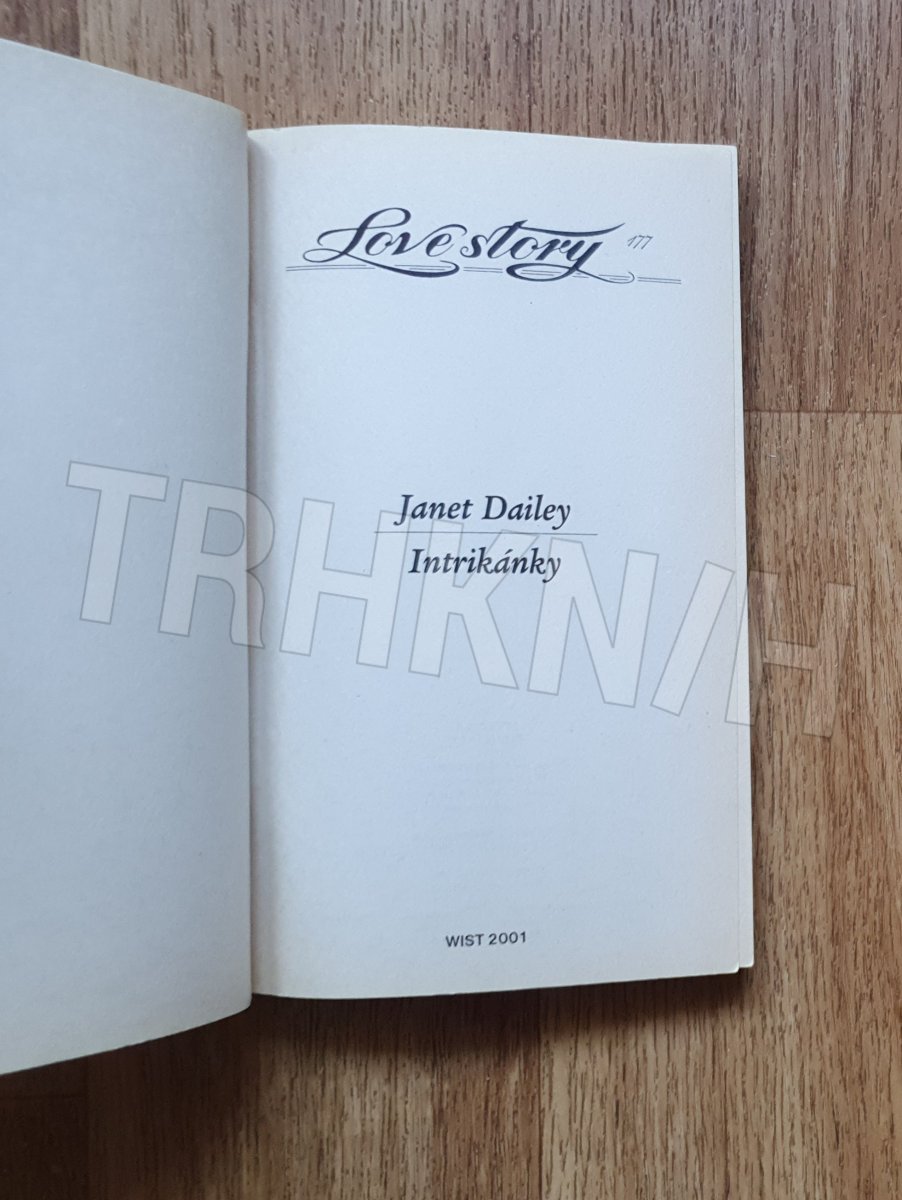 Love story 177
Janet Dailey
Intrikánky
TRHKNIH
WIST 2001